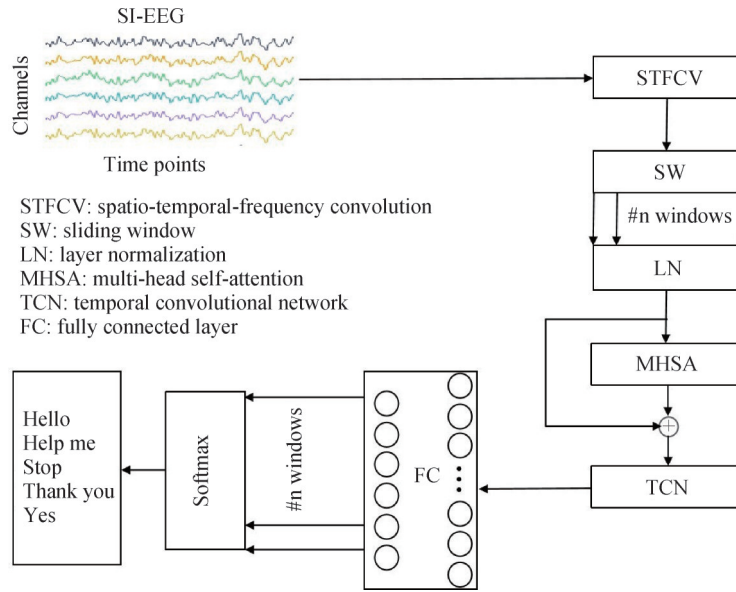 SI-EEG
Channels
Time points
STFCV
SW
#n windows
LN
MHSA
TCN
STFCV: spatio-temporal-frequency convolution
SW: sliding window
LN: layer normalization
MHSA: multi-head self-attention
TCN: temporal convolutional network
FC: fully connected layer
FC
#n windows
Softmax
Hello
Help me
Stop
Thank you
Yes